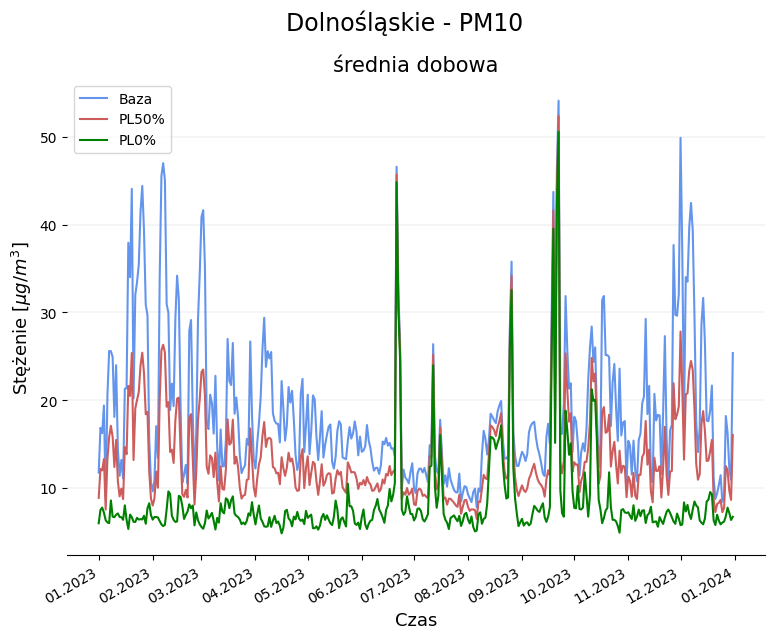 Dolnośląskie - PM10
średnia dobowa
Baza
PL50%
PL0%
Stężenie [μg/m³]
50
40
30
20
10
01.2023
02.2023
03.2023
04.2023
05.2023
06.2023
07.2023
08.2023
09.2023
10.2023
11.2023
12.2023
01.2024
Czas